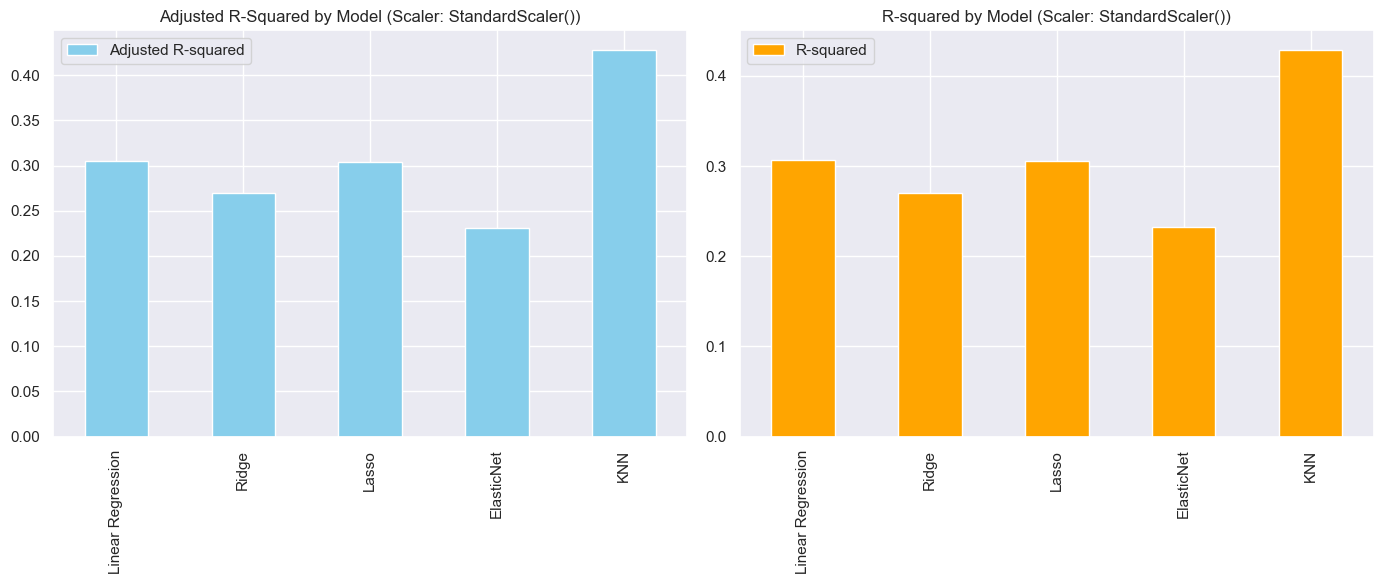 Adjusted R-Squared by Model (Scaler: StandardScaler())
Adjusted R-squared
0.40
0.35
0.30
0.25
0.20
0.15
0.10
0.05
0.00
Linear Regression
Ridge
Lasso
ElasticNet
KNN
R-squared by Model (Scaler: StandardScaler())
R-squared
0.4
0.3
0.2
0.1
0.0
Linear Regression
Ridge
Lasso
ElasticNet
KNN